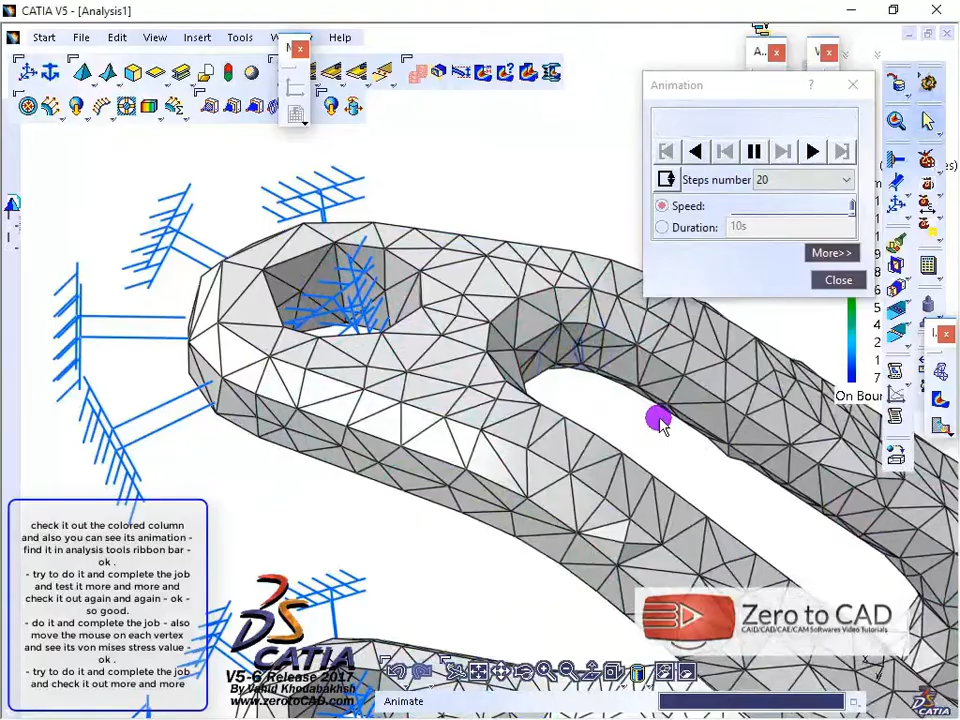 CATIA V5 - [Analysis1]
Start File Edit View Insert Tools Help
A.. V..
Animation ?
Steps number 20
Speed:
Duration: 10s
More>>
Close
On Bou
check it out the colored column
and also you can see its animation -
find it in analysis tools ribbon bar -
ok .
- try to do it and complete the job
and test it more and more and
check it out again and again - ok -
so good.
- do it and complete the job - also
move the mouse on each vertex
and see its von mises stress value -
ok .
- try to do it and complete the job
and check it out more and more
DS
CATIA
V5-6 Release 2017
By Vahid Khoubakhsh
www.zerotoCAD.com
Zero to CAD
CAID/CAD/CAE/CAM Softwares Video Tutorials
Animate
CATIA